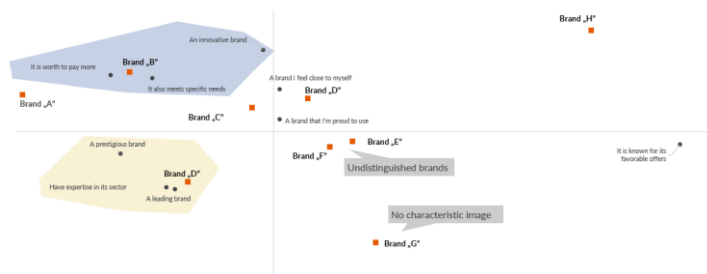 Brand „H"
An innovative brand
Brand „B"
It is worth to pay more
A brand I feel close to myself
It also meets specific needs
Brand „D"
Brand „A"
Brand „C"
A brand that I'm proud to use
A prestigious brand
Brand „E"
Brand „F"
It is known for its
favorable offers
Undistinguished brands
Brand „D"
Have expertise in its sector
A leading brand
No characteristic image
Brand „G"